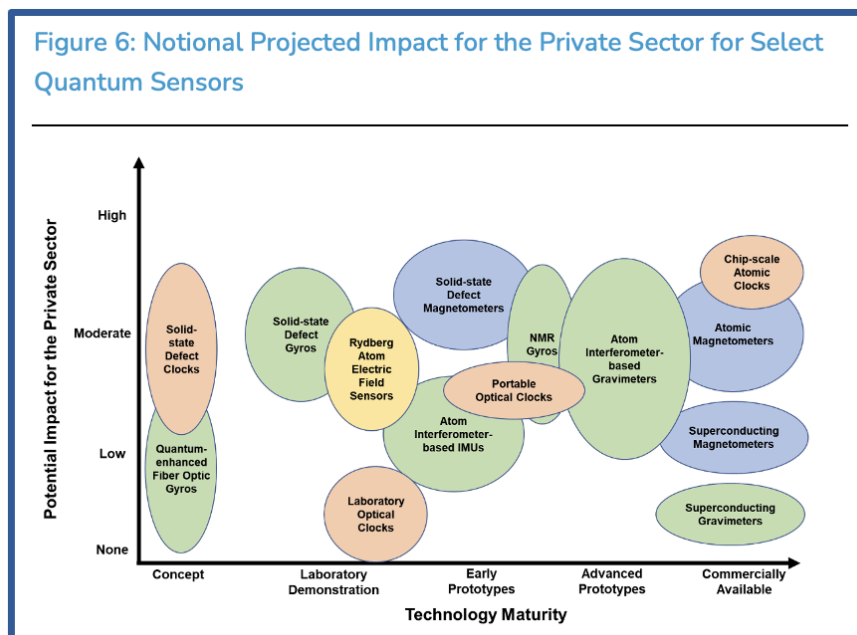 Figure 6: Notional Projected Impact for the Private Sector for Select
Quantum Sensors
Potential Impact for the Private Sector
High
Moderate
Low
None
Solid-
state
Defect
Clocks
Quantum-
enhanced
Fiber Optic
Gyros
Solid-state
Defect
Gyros
Rydberg
Atom
Electric
Field
Sensors
Laboratory
Optical
Clocks
Solid-state
Defect
Magnetometers
Atom
Interferometer-
based IMUs
Portable
Optical Clocks
NMR
Gyros
Atom
Interferometer-
based
Gravimeters
Chip-scale
Atomic
Clocks
Atomic
Magnetometers
Superconducting
Magnetometers
Superconducting
Gravimeters
Concept
Laboratory
Demonstration
Early
Prototypes
Advanced
Prototypes
Commercially
Available
Technology Maturity